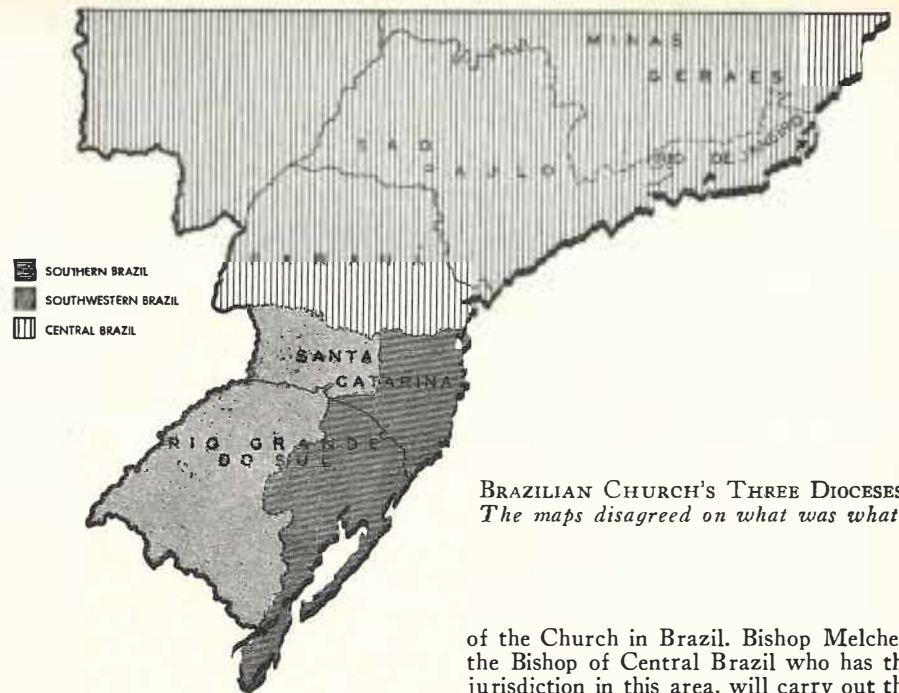 MINAS
GERAES
SAO
PAULO
RIO DE JANEIRO
SOUTHERN BRAZIL
SOUTHWESTERN BRAZIL
CENTRAL BRAZIL
SANTA
CATARINA
RIO GRANDE
DO SUL
BRAZILIAN CHURCH'S THREE DIOCESES
The maps disagreed on what was what
of the Church in Brazil. Bishop Melche
the Bishop of Central Brazil who has th
jurisdiction in this area, will carry out th